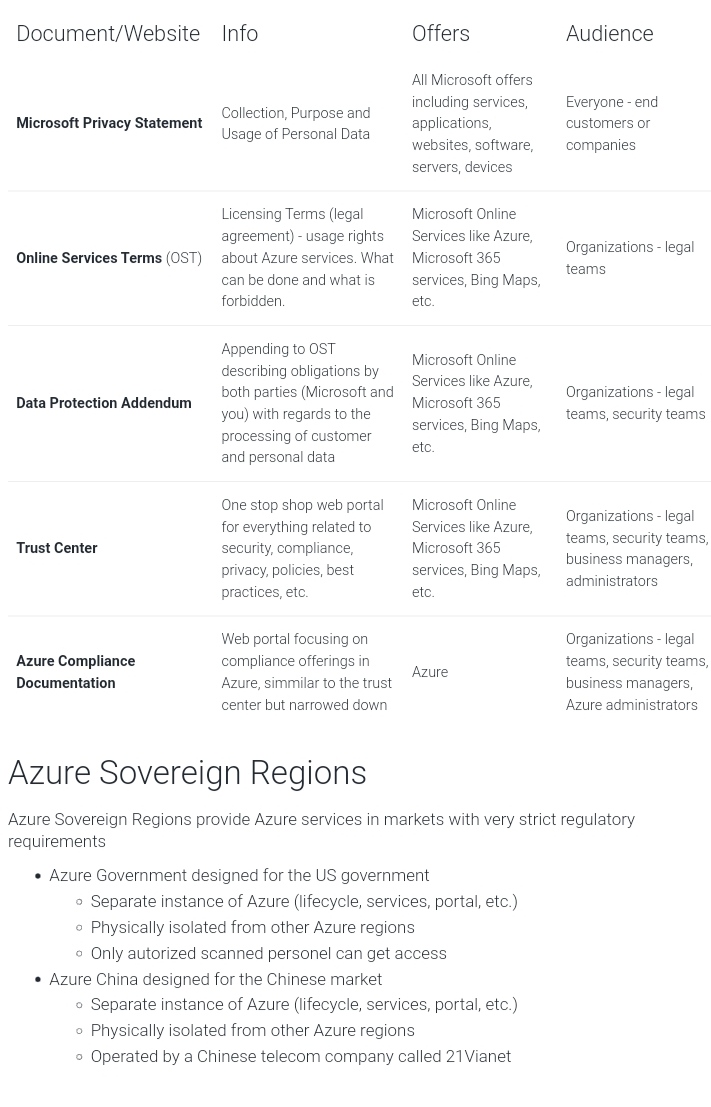 Document/Website Info Offers Audience
Microsoft Privacy Statement
Collection, Purpose and
Usage of Personal Data
All Microsoft offers
including services,
applications,
websites, software,
servers, devices
Everyone - end
customers or
companies
Online Services Terms (OST)
Licensing Terms (legal
agreement) - usage rights
about Azure services. What
can be done and what is
forbidden.
Microsoft Online
Services like Azure,
Microsoft 365
services, Bing Maps,
etc.
Organizations - legal
teams
Data Protection Addendum
Appending to OST
describing obligations by
both parties (Microsoft and
you) with regards to the
processing of customer
and personal data
Microsoft Online
Services like Azure,
Microsoft 365
services, Bing Maps,
etc.
Organizations - legal
teams, security teams
Trust Center
One stop shop web portal
for everything related to
security, compliance,
privacy, policies, best
practices, etc.
Microsoft Online
Services like Azure,
Microsoft 365
services, Bing Maps,
etc.
Organizations - legal
teams, security teams,
business managers,
administrators
Azure Compliance
Documentation
Web portal focusing on
compliance offerings in
Azure, simmilar to the trust
center but narrowed down
Azure
Organizations - legal
teams, security teams,
business managers,
Azure administrators
Azure Sovereign Regions
Azure Sovereign Regions provide Azure services in markets with very strict regulatory
requirements
• Azure Government designed for the US government
◦ Separate instance of Azure (lifecycle, services, portal, etc.)
◦ Physically isolated from other Azure regions
◦ Only autorized scanned personel can get access
• Azure China designed for the Chinese market
◦ Separate instance of Azure (lifecycle, services, portal, etc.)
◦ Physically isolated from other Azure regions
◦ Operated by a Chinese telecom company called 21Vianet